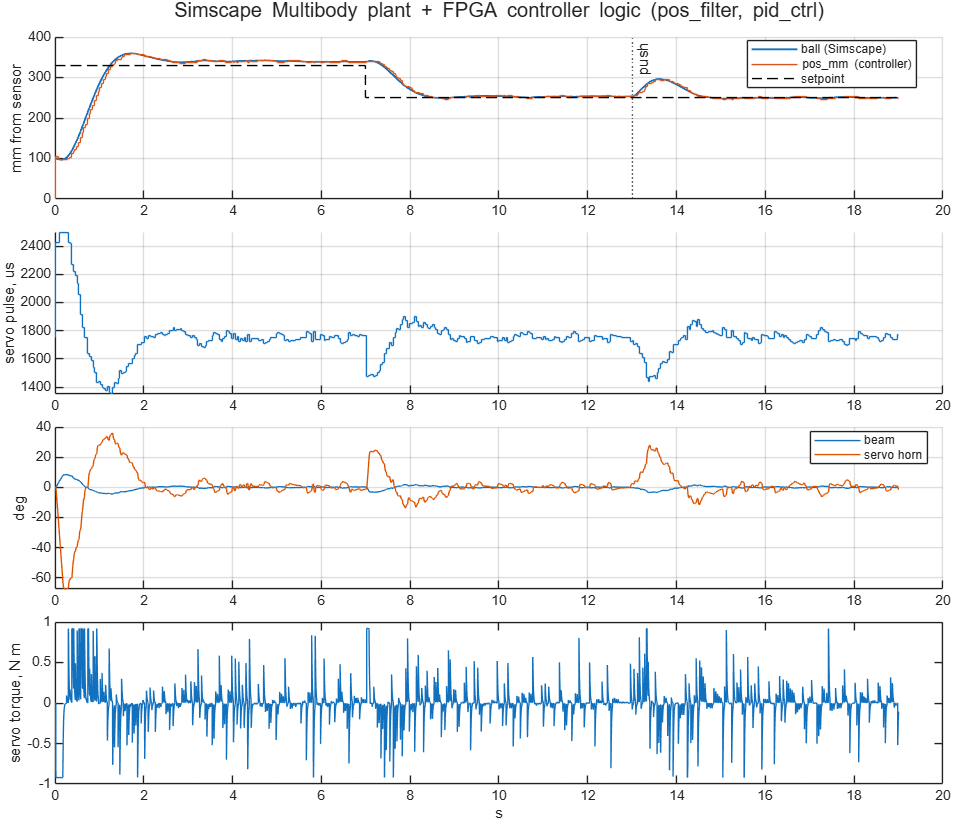 Simscape Multibody plant + FPGA controller logic (pos_filter, pid_ctrl)
400
300
200
100
0
mm from sensor
push
ball (Simscape)
pos_mm (controller)
setpoint
0 2 4 6 8 10 12 14 16 18 20
2400
2200
2000
1800
1600
1400
servo pulse, us
0 2 4 6 8 10 12 14 16 18 20
40
20
0
-20
-40
-60
deg
beam
servo horn
0 2 4 6 8 10 12 14 16 18 20
1
0.5
0
-0.5
-1
servo torque, N m
0 2 4 6 8 10 12 14 16 18 20
s